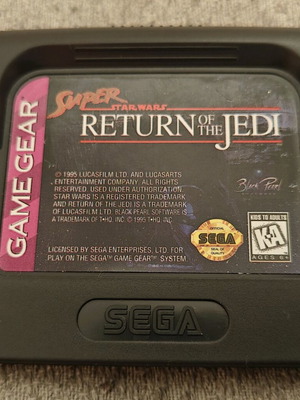 GAME GEAR
SUPER
STAR WARS
RETURN OF THE JEDI
© 1995 LUCASFILM LTD. AND LUCASARTS
ENTERTAINMENT COMPANY. ALL RIGHTS
RESERVED. USED UNDER AUTHORIZATION.
STAR WARS IS A REGISTERED TRADEMARK
AND RETURN OF THE JEDI IS A TRADEMARK
OF LUCASFILM LTD. BLACK PEARL SOFTWARE IS
A TRADEMARK OF T•HQ, INC. © 1995 T•HQ, INC.
Black Pearl
LICENSED BY SEGA ENTERPRISES, LTD. FOR
PLAY ON THE SEGA™ GAME GEAR™ SYSTEM
SEGA
KIDS TO ADULTS
K-A
AGES 6+
SEGA